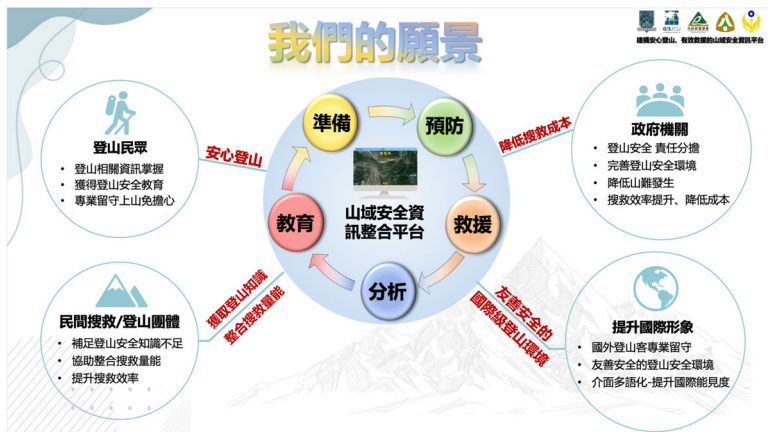 我們的願景
建構安心登山、有效救援的山域安全資訊平台
登山民眾
• 登山相關資訊掌握
• 獲得登山安全教育
• 專業留守上山免擔心
安心登山
準備
預防
救援
分析
教育
山域安全資
訊整合平台
降低搜救成本
政府機關
• 登山安全 責任分擔
• 完善登山安全環境
• 降低山難發生
• 搜救效率提升、降低成本
民間搜救/登山團體
• 補足登山安全知識不足
• 協助整合搜救量能
• 提升搜救效率
獲取登山知識
整合搜救量能
友善安全的
國際級登山環境
提升國際形象
• 國外登山客專業留守
• 友善安全的登山安全環境
• 介面多語化-提升國際能見度